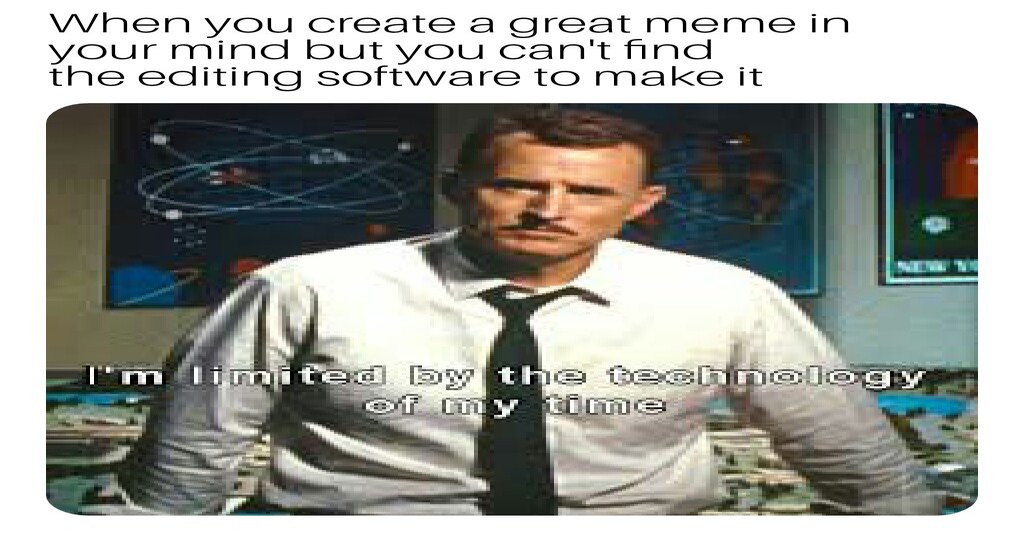 When you create a great meme in
your mind but you can't find
the editing software to make it
NEW Y
I'm limited by the technology
of my time